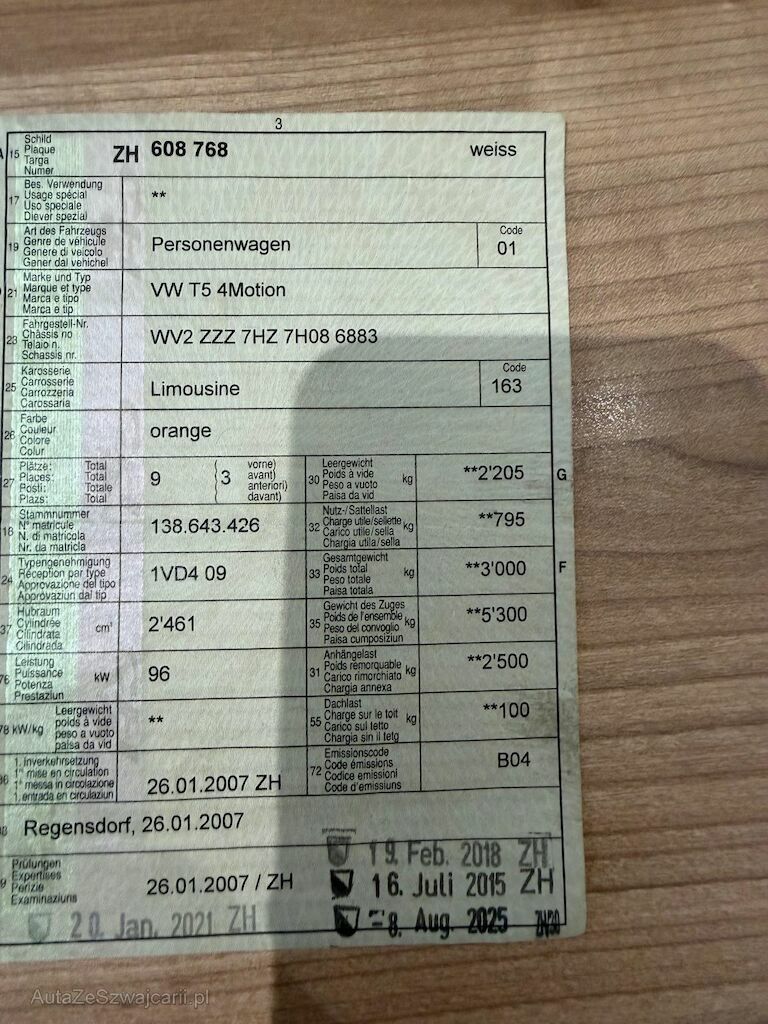 3
A 15 Schild Plaque Targa Numer ZH 608 768 weiss
17 Bes. Verwendung Usage spécial Uso speciale Diever spezial **
19 Art des Fahrzeugs Genre de véhicule Genere di veicolo Gener dal vehichel Personenwagen Code 01
21 Marke und Typ Marque et type Marca e tipo Marca e tip VW T5 4Motion
23 Fahrgestell-Nr. Châssis no Telaio n. Schassis nr. WV2 ZZZ 7HZ 7H08 6883
25 Karosserie Carrosserie Carrozzeria Carossaria Limousine Code 163
26 Farbe Couleur Colore Colur orange
27 Plätze: Total Places: Total Posti: Totale Plazs: Total 9 3 vorne) avant) anteriori) davant) 30 Leergewicht Poids à vide Peso a vuoto Paisa da vid kg **2'205 G
18 Stammnummer N° matricule N. di matricola Nr. da matricla 138.643.426 32 Nutz-/Sattellast Charge utile/sellette Carico utile/sella Chargia utila/sella kg **795
24 Typengenehmigung Réception par type Approvazione del tipo Approvaziun dal tip 1VD4 09 33 Gesamtgewicht Poids total Peso totale Paisa totala kg **3'000 F
37 Hubraum Cylindrée Cilindrata Cilindrada cm³ 2'461 35 Gewicht des Zuges Poids de l'ensemble Peso del convoglio Paisa cumposiziun kg **5'300
76 Leistung Puissance Potenza Prestaziun kW 96 31 Anhängelast Poids remorquable Carico rimorchiato Chargia annexa kg **2'500
78 kW/kg Leergewicht poids à vide peso a vuoto paisa da vid ** 55 Dachlast Charge sur le toit Carico sul tetto Chargia sin il tetg kg **100
36 1. Inverkehrsetzung 1re mise en circulation 1a messa in circolazione 1. entrada en circulaziun 26.01.2007 ZH 72 Emissionscode Code émissions Codice emissioni Code d'emissiuns B04
Regensdorf, 26.01.2007
Prüfungen Expertises Perizie Examinaziuns 26.01.2007 / ZH
19. Feb. 2018 ZH
16. Juli 2015 ZH
20. Jan. 2021 ZH
-8. Aug. 2025
AutaZeSzwajcarii.pl